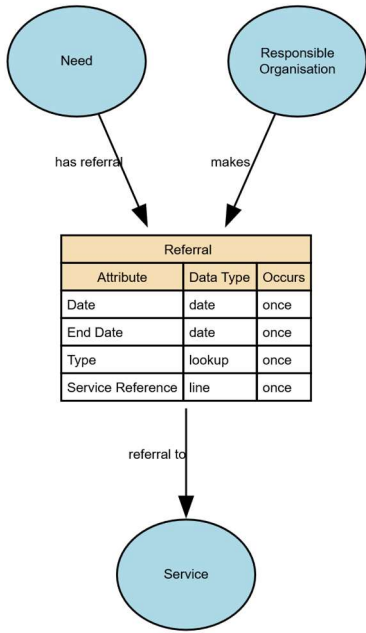 Need
Responsible
Organisation
has referral
makes
Referral
Attribute Data Type Occurs
Date date once
End Date date once
Type lookup once
Service Reference line once
referral to
Service